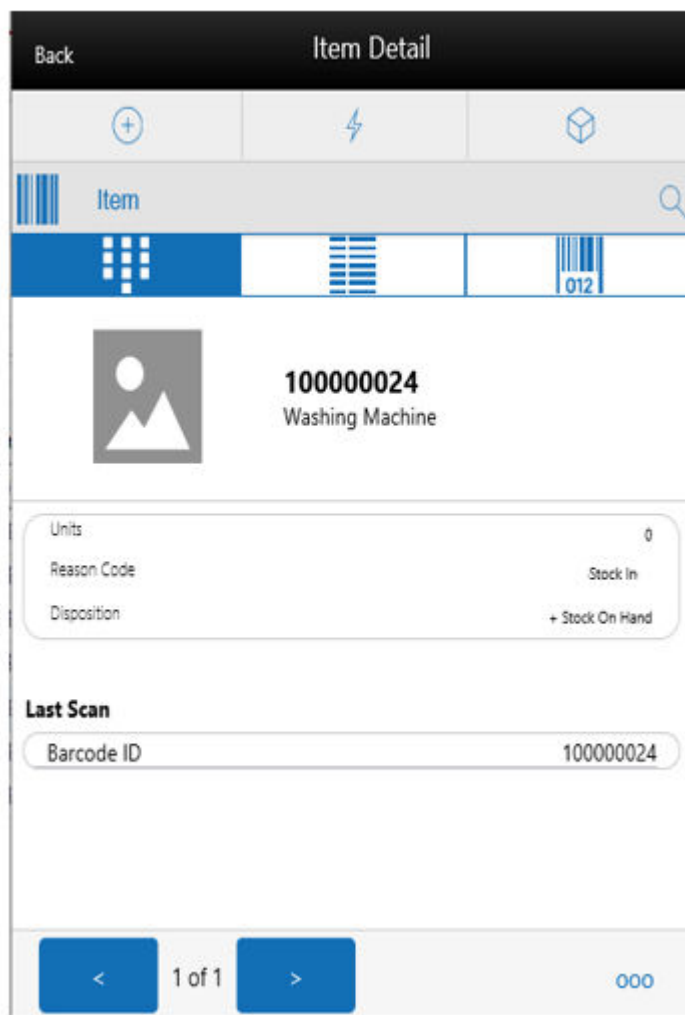 Back
Item Detail
Item
012
100000024
Washing Machine
Units 0
Reason Code Stock In
Disposition + Stock On Hand
Last Scan
Barcode ID 100000024
< 1 of 1 >
ooo